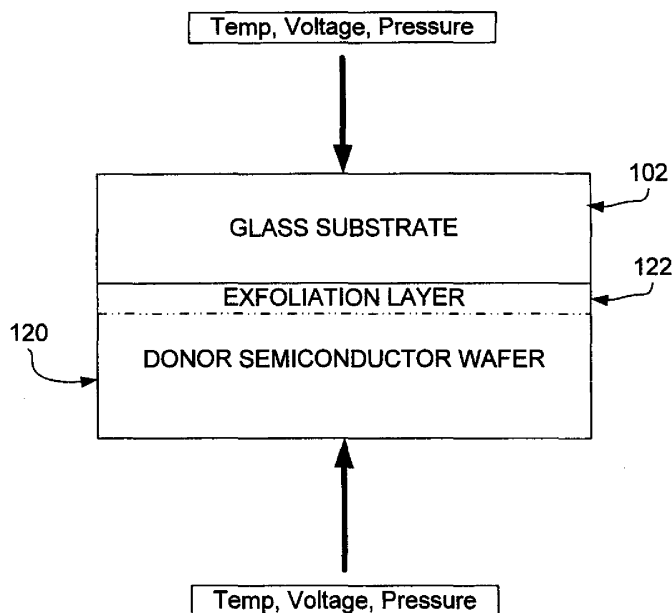 Temp, Voltage, Pressure
102
GLASS SUBSTRATE
122
EXFOLIATION LAYER
120
DONOR SEMICONDUCTOR WAFER
Temp, Voltage, Pressure